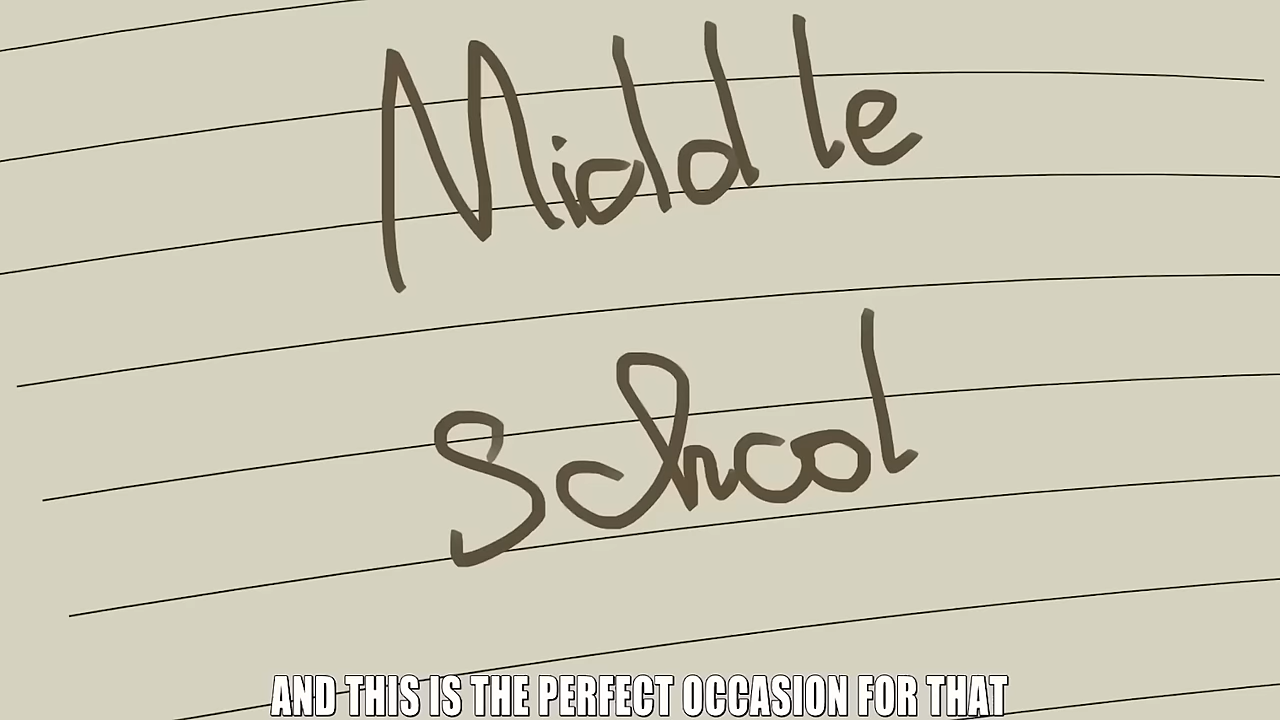 Middle
School
AND THIS IS THE PERFECT OCCASION FOR THAT